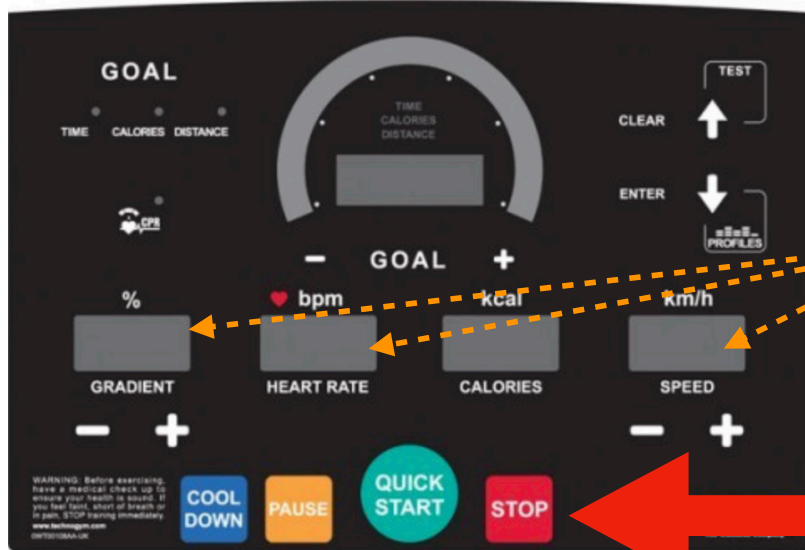 GOAL
TIME CALORIES DISTANCE
CPR
TIME
CALORIES
DISTANCE
TEST
CLEAR
ENTER
PROFILES
− GOAL +
%
bpm
kcal
km/h
GRADIENT
HEART RATE
CALORIES
SPEED
− +
− +
WARNING: Before exercising,
have a medical check up to
ensure your health is sound. If
you feel faint, short of breath or
in pain, STOP training immediately.
www.technogym.com
COOL
DOWN
PAUSE
QUICK
START
STOP